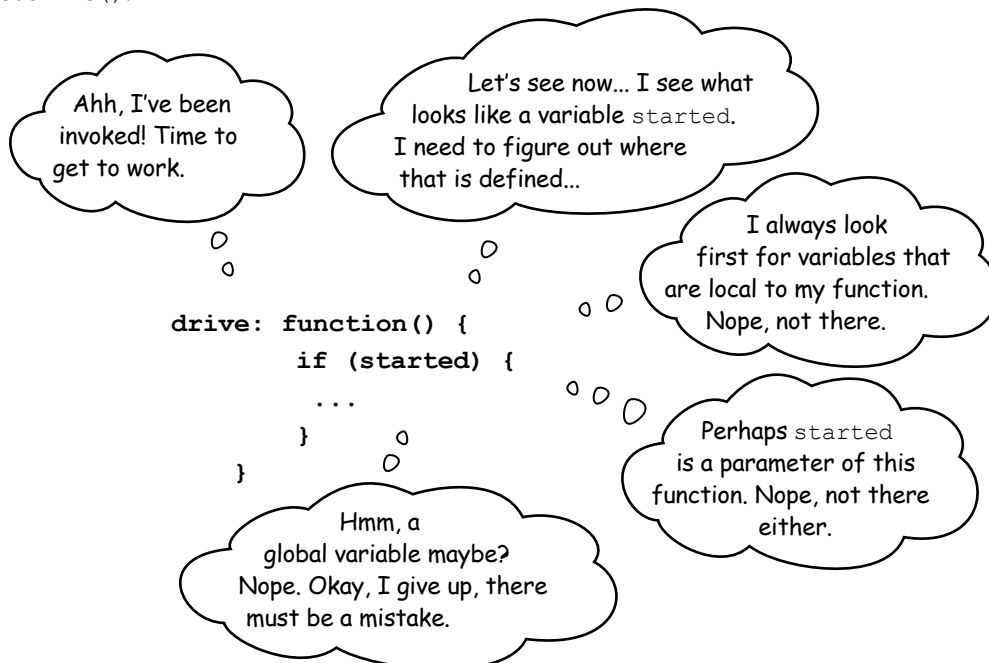 Ahh, I've been
invoked! Time to
get to work.
Let's see now... I see what
looks like a variable started.
I need to figure out where
that is defined...
I always look
first for variables that
are local to my function.
Nope, not there.
drive: function() {
if (started) {
...
}
}
Perhaps started
is a parameter of this
function. Nope, not there
either.
Hmm, a
global variable maybe?
Nope. Okay, I give up, there
must be a mistake.